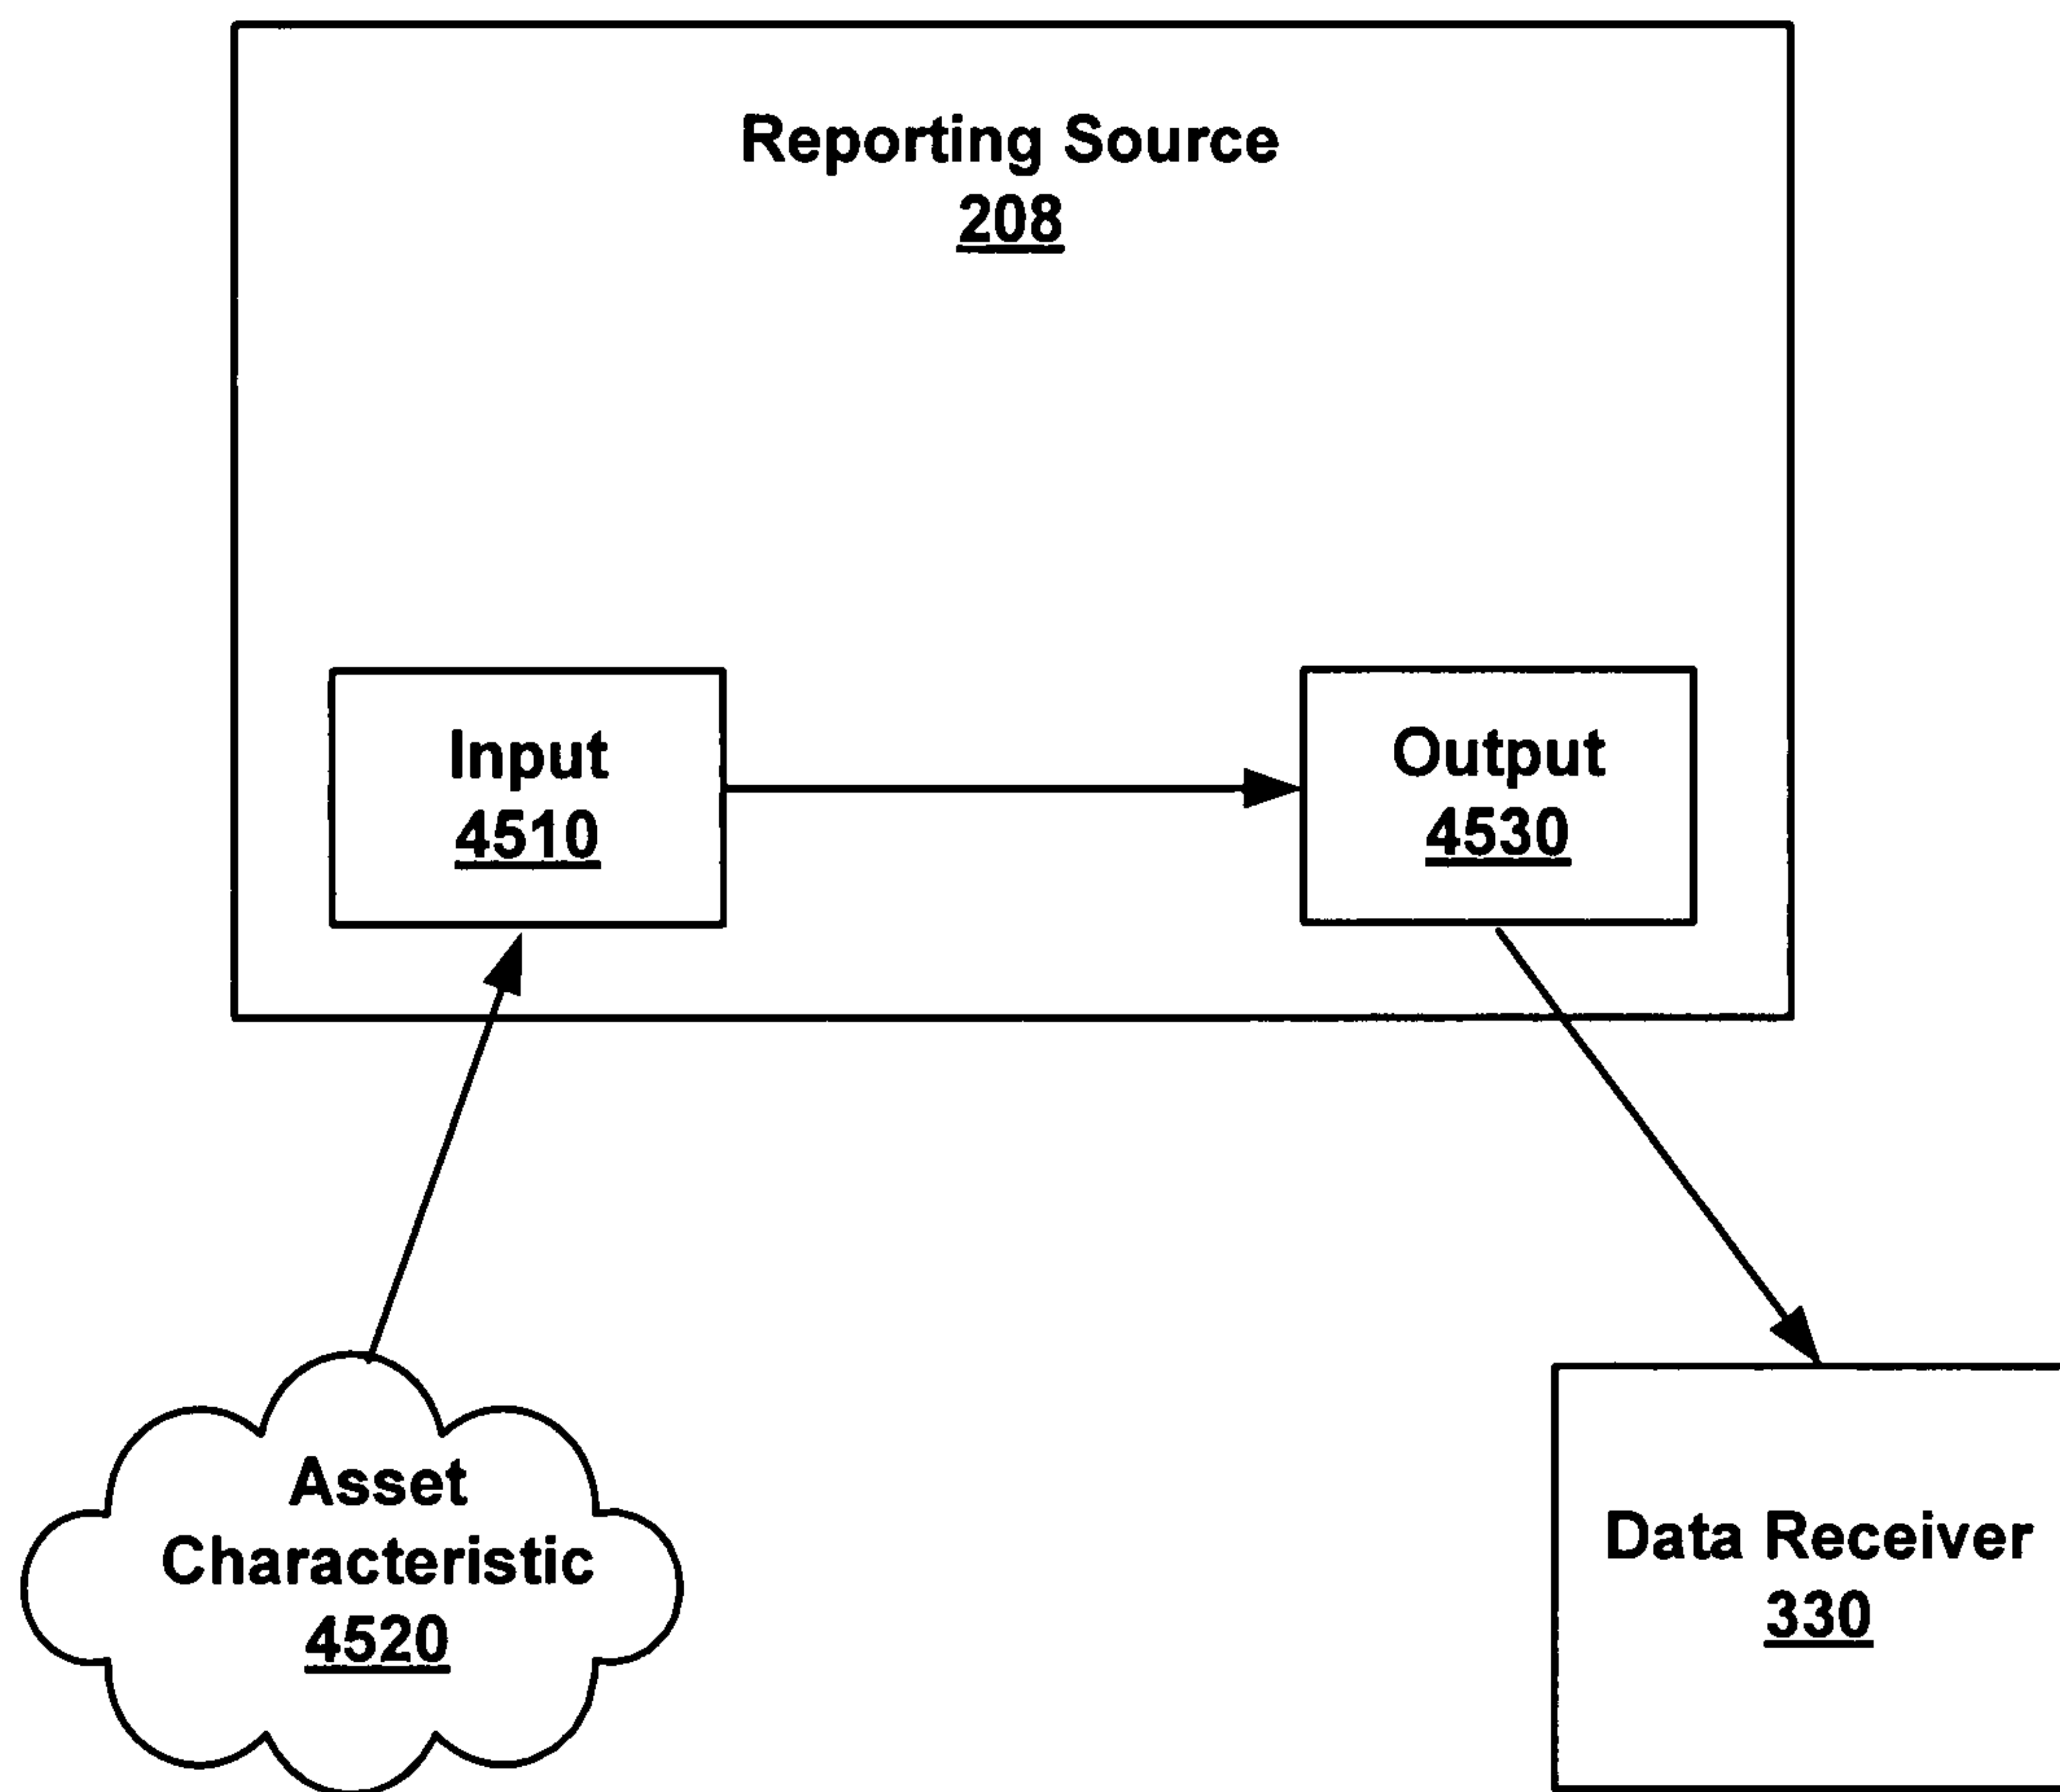 Reporting Source
208
Input
4510
Output
4530
Asset
Characteristic
4520
Data Receiver
330